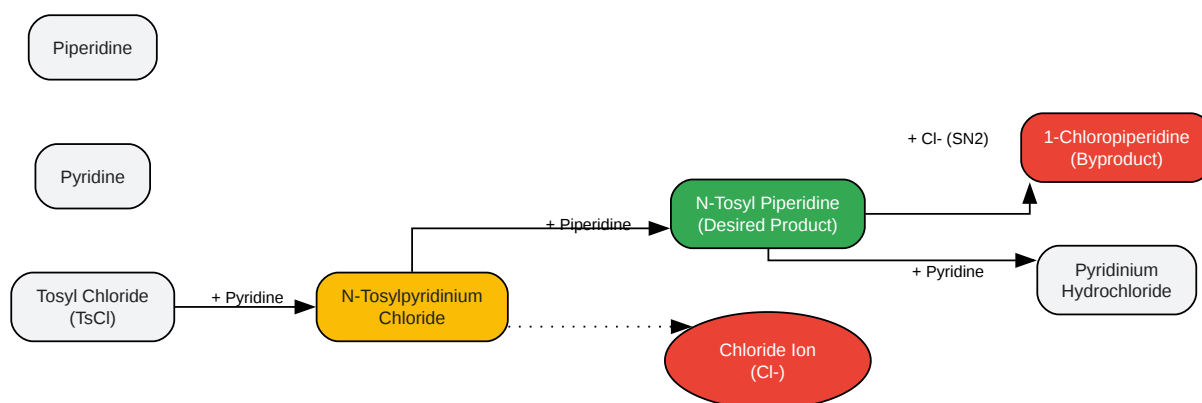 Piperidine
Pyridine
Tosyl Chloride
(TsCl)
+ Pyridine
N-Tosylpyridinium
Chloride
+ Piperidine
N-Tosyl Piperidine
(Desired Product)
+ Cl- (SN2)
1-Chloropiperidine
(Byproduct)
+ Pyridine
Pyridinium
Hydrochloride
Chloride Ion
(Cl-)